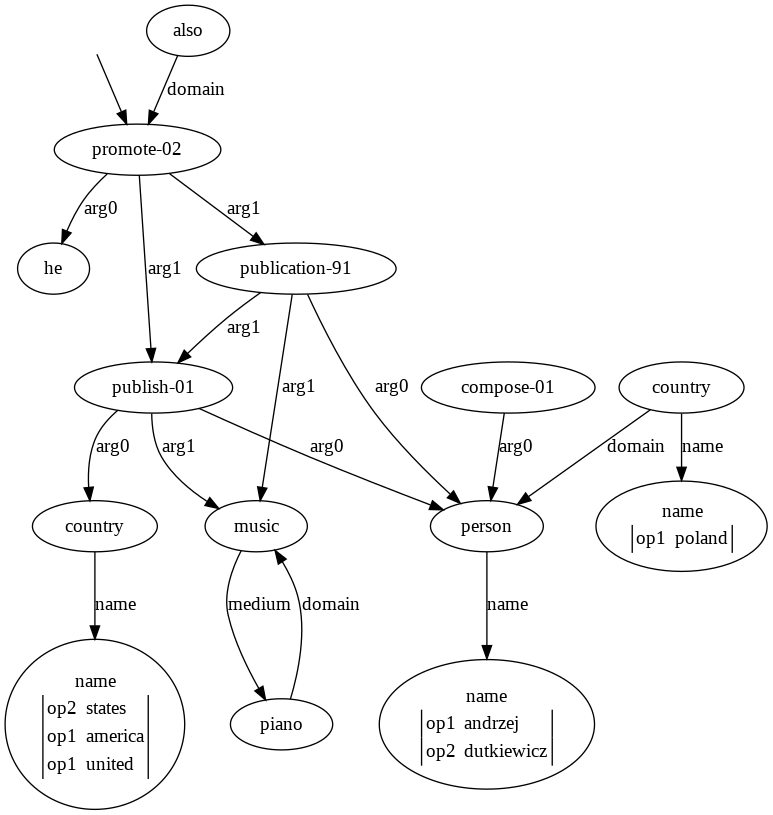 also
domain
promote-02
arg0
arg1
arg1
he
publication-91
arg1
arg1
arg0
publish-01
compose-01
country
arg0
arg1
arg0
arg0
domain
name
country
music
person
name
op1 poland
name
medium
domain
name
name
op2 states
op1 america
op1 united
piano
name
op1 andrzej
op2 dutkiewicz